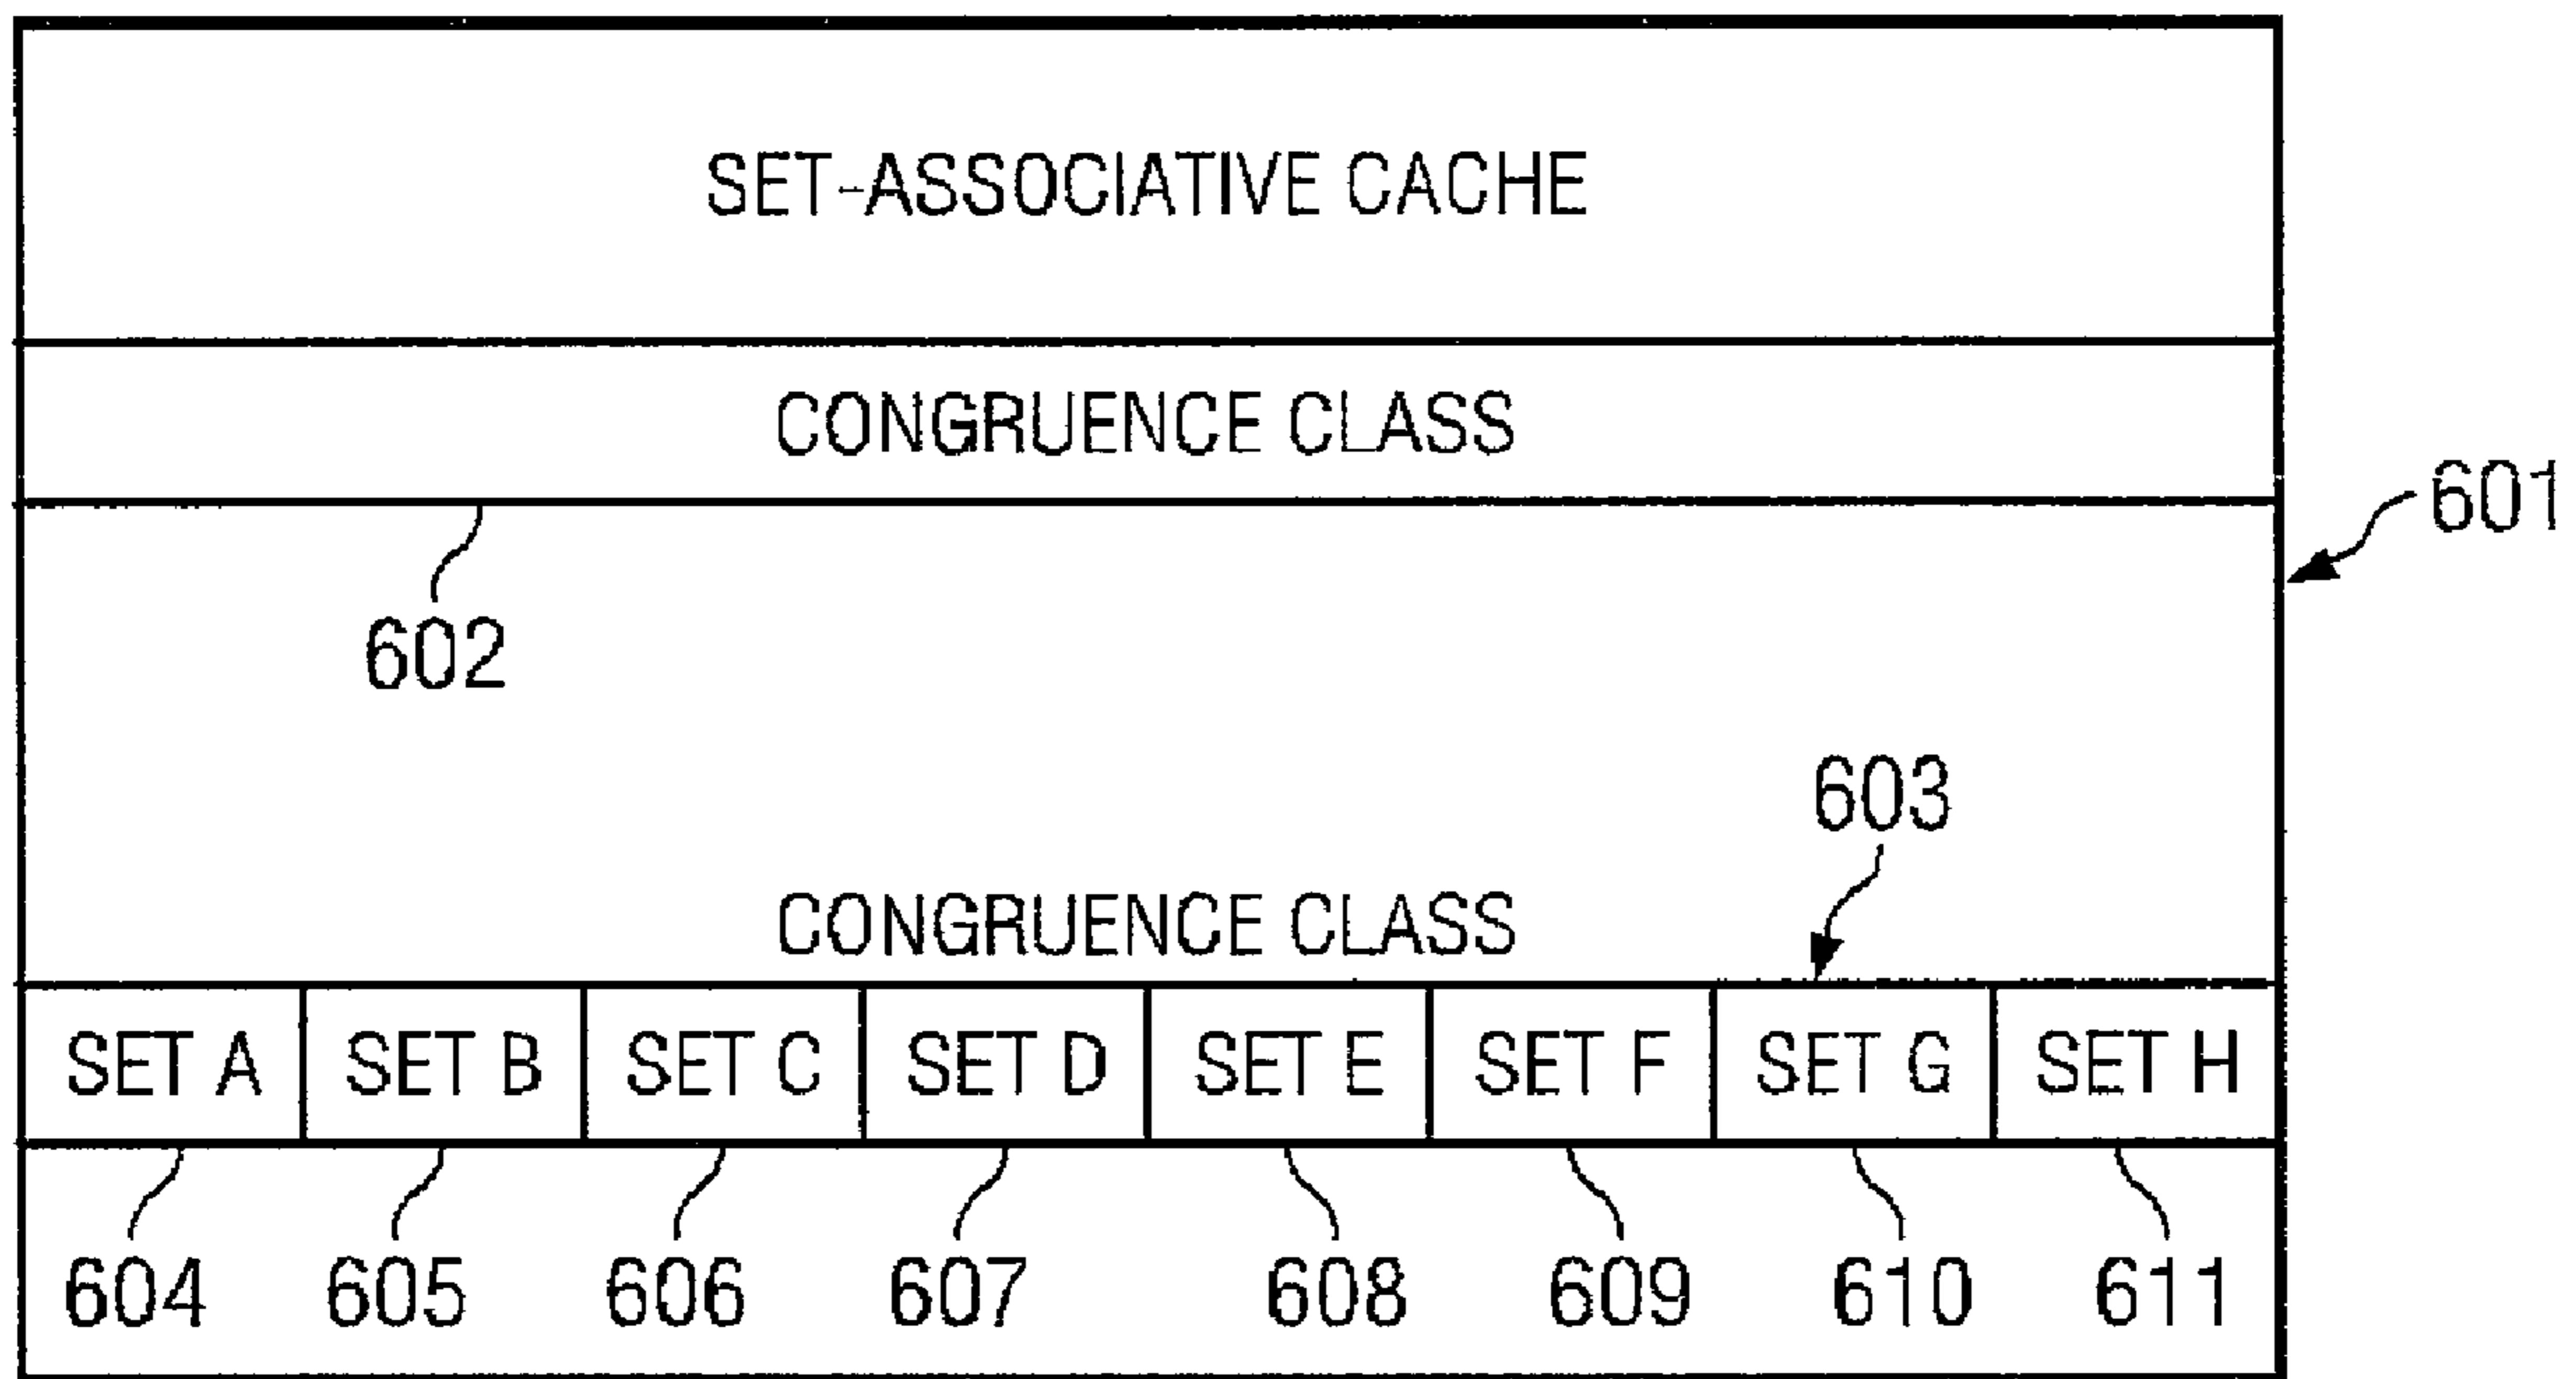 SET-ASSOCIATIVE CACHE
CONGRUENCE CLASS
601
602
603
CONGRUENCE CLASS
SET A SET B SET C SET D SET E SET F SET G SET H
604 605 606 607 608 609 610 611